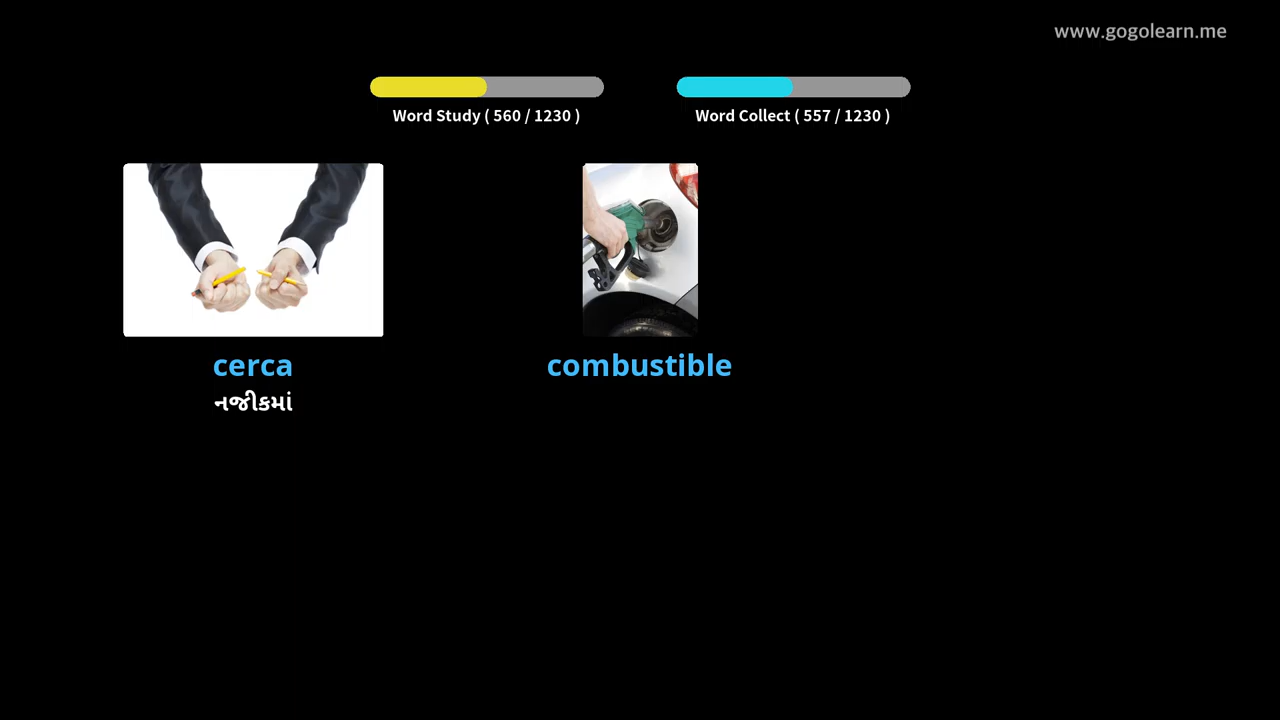 www.gogolearn.me
Word Study ( 560 / 1230 )
Word Collect ( 557 / 1230 )
cerca
નજીકમાં
combustible